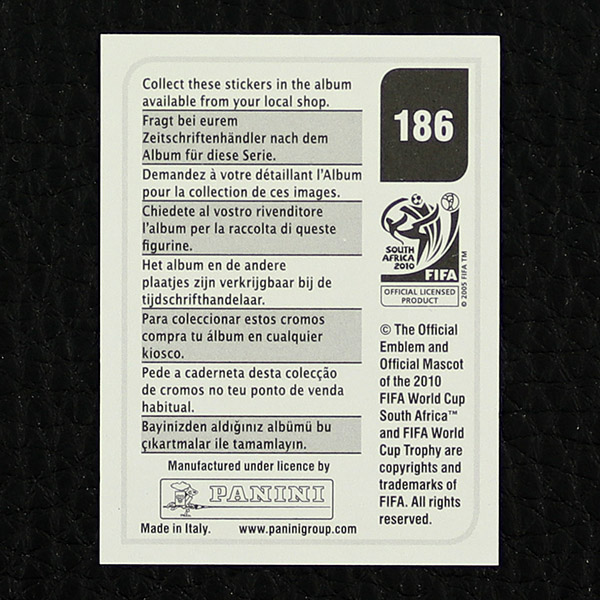 Collect these stickers in the album
available from your local shop.
Fragt bei eurem
Zeitschriftenhändler nach dem
Album für diese Serie.
Demandez à votre détaillant l'Album
pour la collection de ces images.
Chiedete al vostro rivenditore
l'album per la raccolta di queste
figurine.
Het album en de andere
plaatjes zijn verkrijgbaar bij de
tijdschrifthandelaar.
Para coleccionar estos cromos
compra tu álbum en cualquier
kiosco.
Pede a caderneta desta colecção
de cromos no teu ponto de venda
habitual.
Bayinizden aldığınız albümü bu
çıkartmalar ile tamamlayın.
Manufactured under licence by
PANINI
Made in Italy. www.paninigroup.com
186
SOUTH
AFRICA
2010
FIFA
OFFICIAL LICENSED
PRODUCT
© 2005 FIFA TM
© The Official
Emblem and
Official Mascot
of the 2010
FIFA World Cup
South Africa™
and FIFA World
Cup Trophy are
copyrights and
trademarks of
FIFA. All rights
reserved.